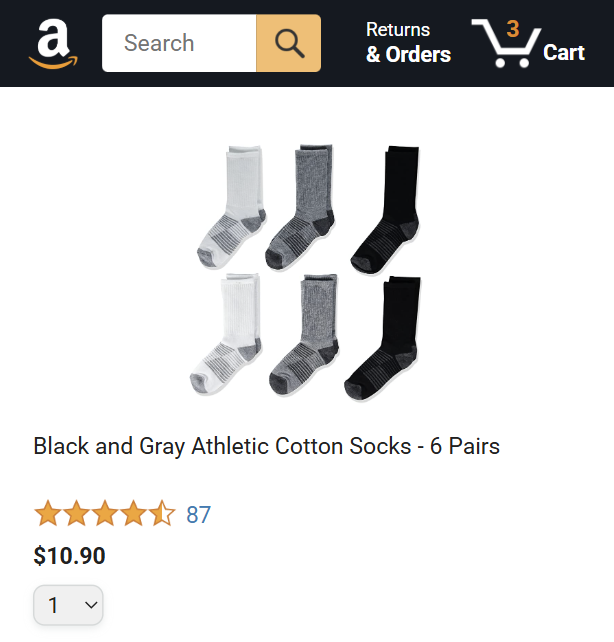 a
Search
Returns
& Orders
3
Cart
Black and Gray Athletic Cotton Socks - 6 Pairs
87
$10.90
1